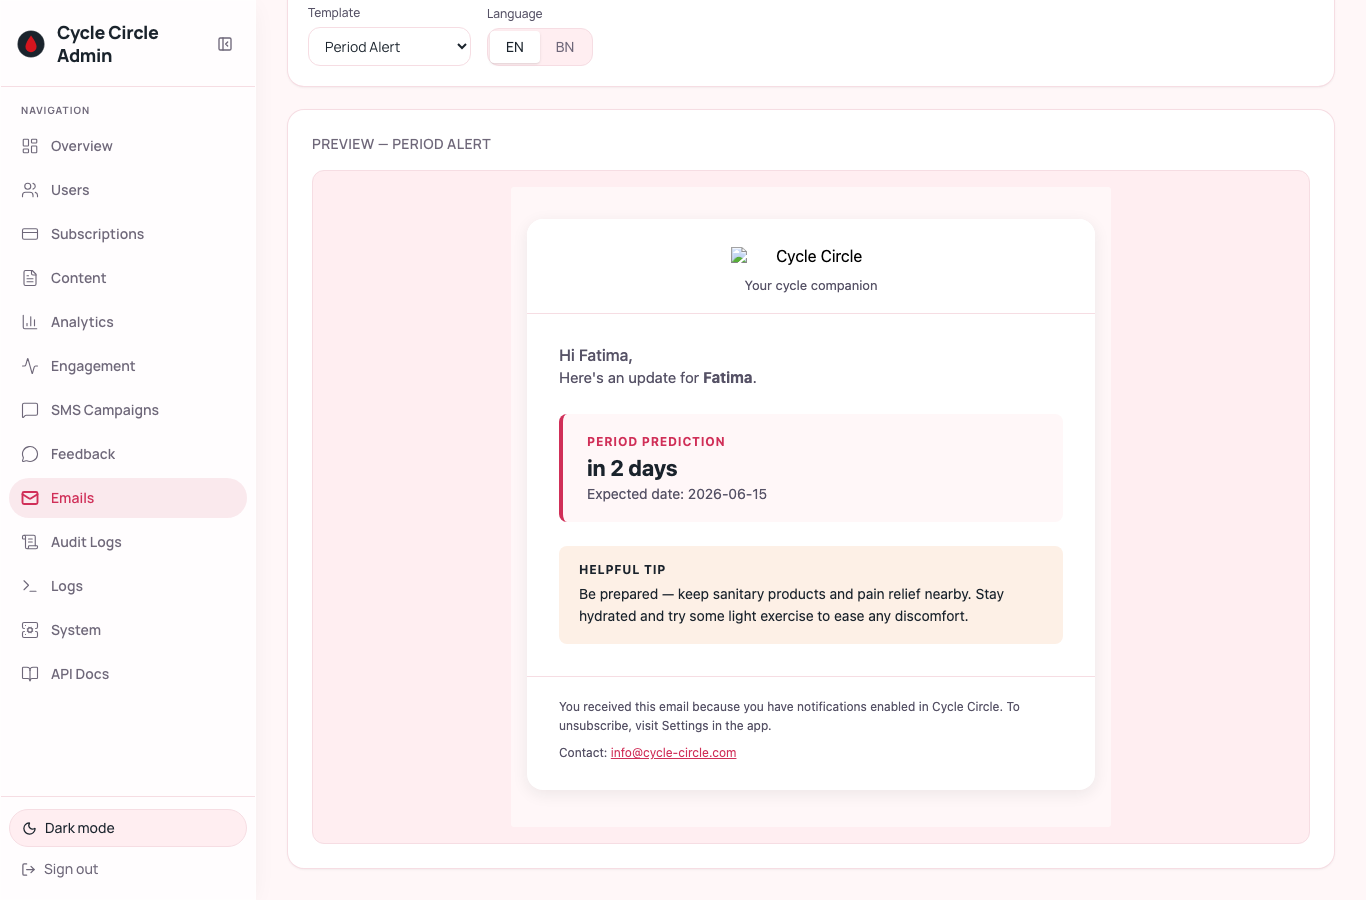 Cycle Circle
Admin
NAVIGATION
Overview
Users
Subscriptions
Content
Analytics
Engagement
SMS Campaigns
Feedback
Emails
Audit Logs
Logs
System
API Docs
Dark mode
Sign out
Template
Language
Period Alert
EN
BN
PREVIEW — PERIOD ALERT
Cycle Circle
Your cycle companion
Hi Fatima,
Here's an update for Fatima.
PERIOD PREDICTION
in 2 days
Expected date: 2026-06-15
HELPFUL TIP
Be prepared — keep sanitary products and pain relief nearby. Stay
hydrated and try some light exercise to ease any discomfort.
You received this email because you have notifications enabled in Cycle Circle. To
unsubscribe, visit Settings in the app.
Contact: info@cycle-circle.com